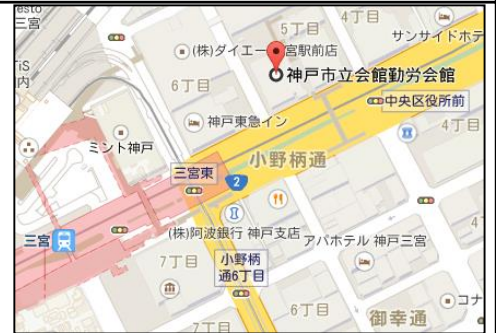 esto
三宮
5丁目
4丁目
サンサイドホテ
(株)ダイエー
宮駅前店
6丁目
神戸市立会館勤労会館
内
中央区役所前
神戸東急イン
4丁目
ミント神戸
小野柄通
三宮東
2
三宮
(株)阿波銀行 神戸支店
アパホテル 神戸三宮
7丁目
小野柄
通6丁目
6丁目
コナ
7丁目
御幸通